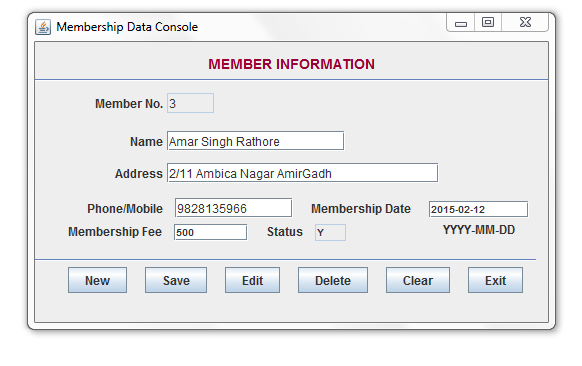 Membership Data Console
MEMBER INFORMATION
Member No. 3
Name Amar Singh Rathore
Address 2/11 Ambica Nagar AmirGadh
Phone/Mobile 9828135966 Membership Date 2015-02-12
Membership Fee 500 Status Y YYYY-MM-DD
New Save Edit Delete Clear Exit